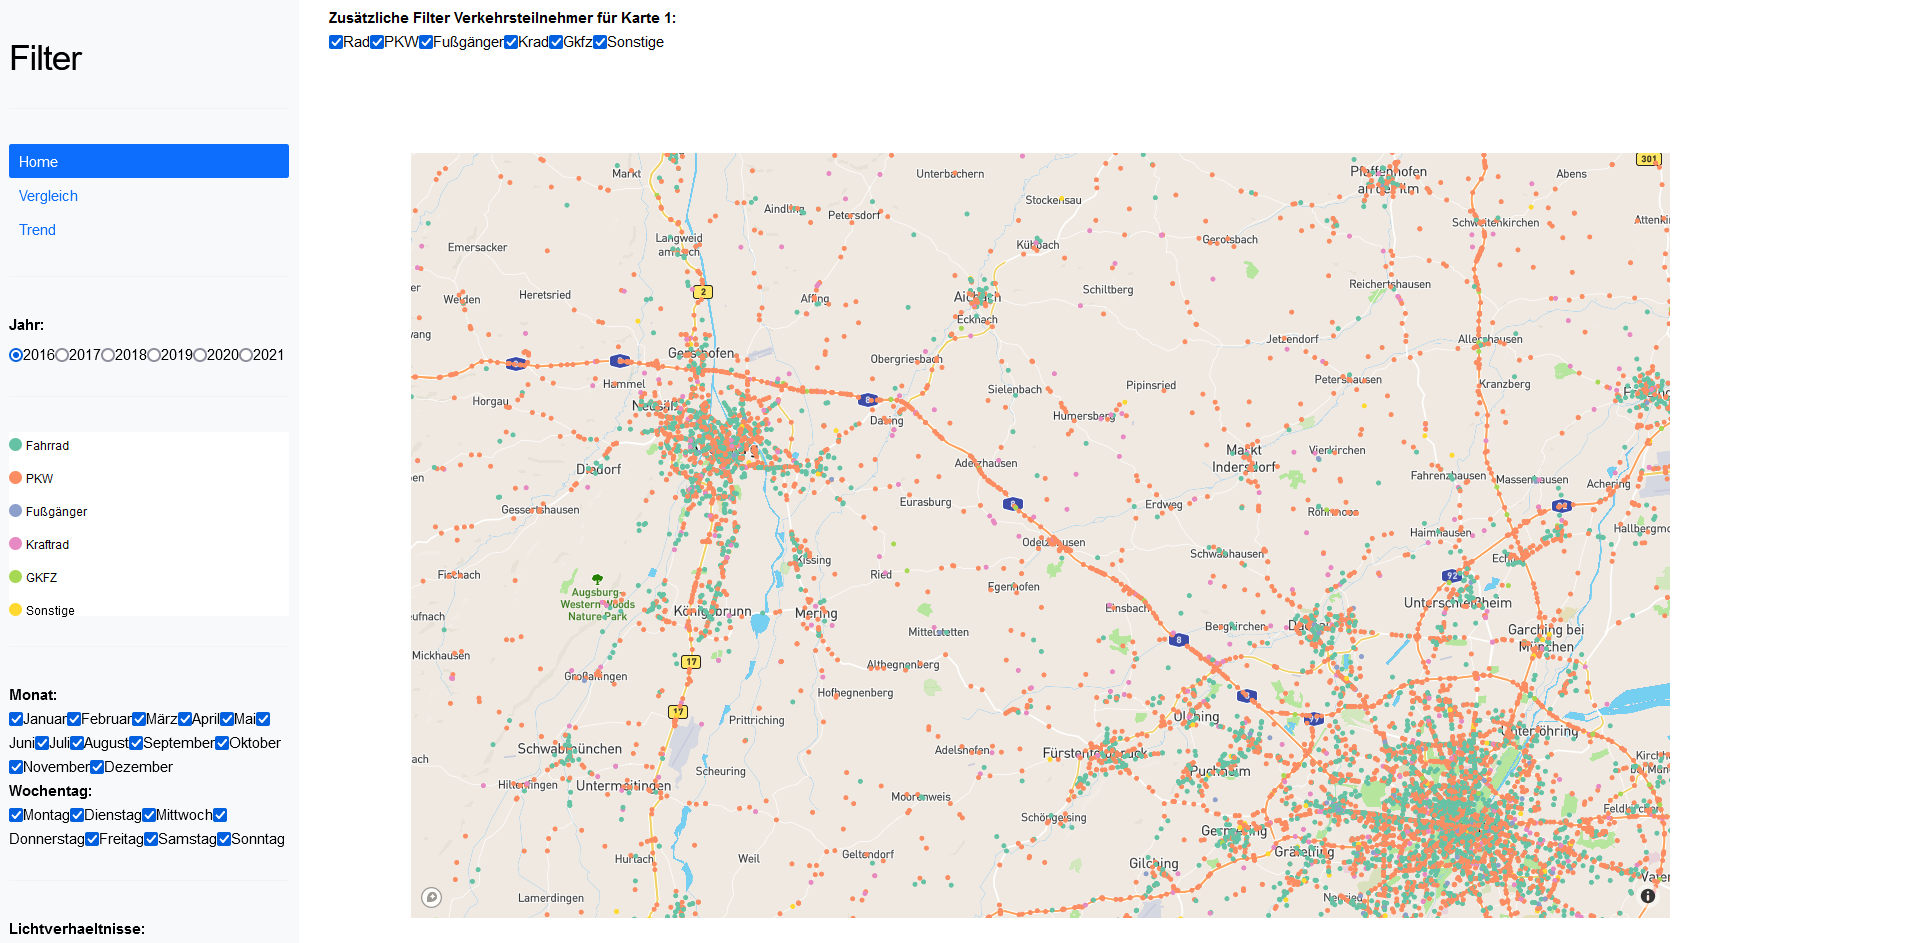 Filter
Home
Vergleich
Trend
Jahr:
2016 2017 2018 2019 2020 2021
Fahrrad
PKW
Fußgänger
Kraftrad
GKFZ
Sonstige
Monat:
Januar Februar März April Mai
Juni Juli August September Oktober
November Dezember
Wochentag:
Montag Dienstag Mittwoch
Donnerstag Freitag Samstag Sonntag
Lichtverhaeltnisse:
Zusätzliche Filter Verkehrsteilnehmer für Karte 1:
Rad PKW Fußgänger Krad Gkfz Sonstige
301
Markt
Unterbachern
Pfaffenhofen
an der Ilm
Abens
Stockensau
Aindling
Petersdorf
Schweitenkirchen
Langweid
am Lech
Emersacker
Kühbach
Gerolsbach
Welden
Heretsried
2
Affing
Aichach
Schiltberg
Reichertshausen
Ecknach
Gersthofen
Obergriesbach
Jetzendorf
Allershausen
Hammel
Horgau
Sielenbach
Pipinsried
Petershausen
Kranzberg
8
Dasing
Humersberg
Diedorf
Adelzhausen
Markt
Indersdorf
Vierkirchen
Fahrenzhausen
Massenhausen
Achering
Gessertshausen
Eurasburg
8
Erdweg
Röhrmoos
Haimhausen
Odelzhausen
Schwabhausen
Kissing
Ried
Egenhofen
Fischach
92
Augsburg
Western Woods
Nature Park
Königsbrunn
Mering
Einsbach
Unterschleißheim
Mittelstetten
8
Bergkirchen
Garching bei
München
Mickhausen
17
Althegnenberg
Großaitingen
Hofhegnenberg
17
Prittriching
Olching
Schwabmünchen
Adelshofen
Fürstenfeldbruck
Unterföhring
Scheuring
Puchheim
Hiltenfingen
Untermeitingen
Moorenweis
Schöngeising
Germering
Feldkirchen
Hurlach
Weil
Geltendorf
Gilching
Gräfelfing
Lamerdingen
Neuried